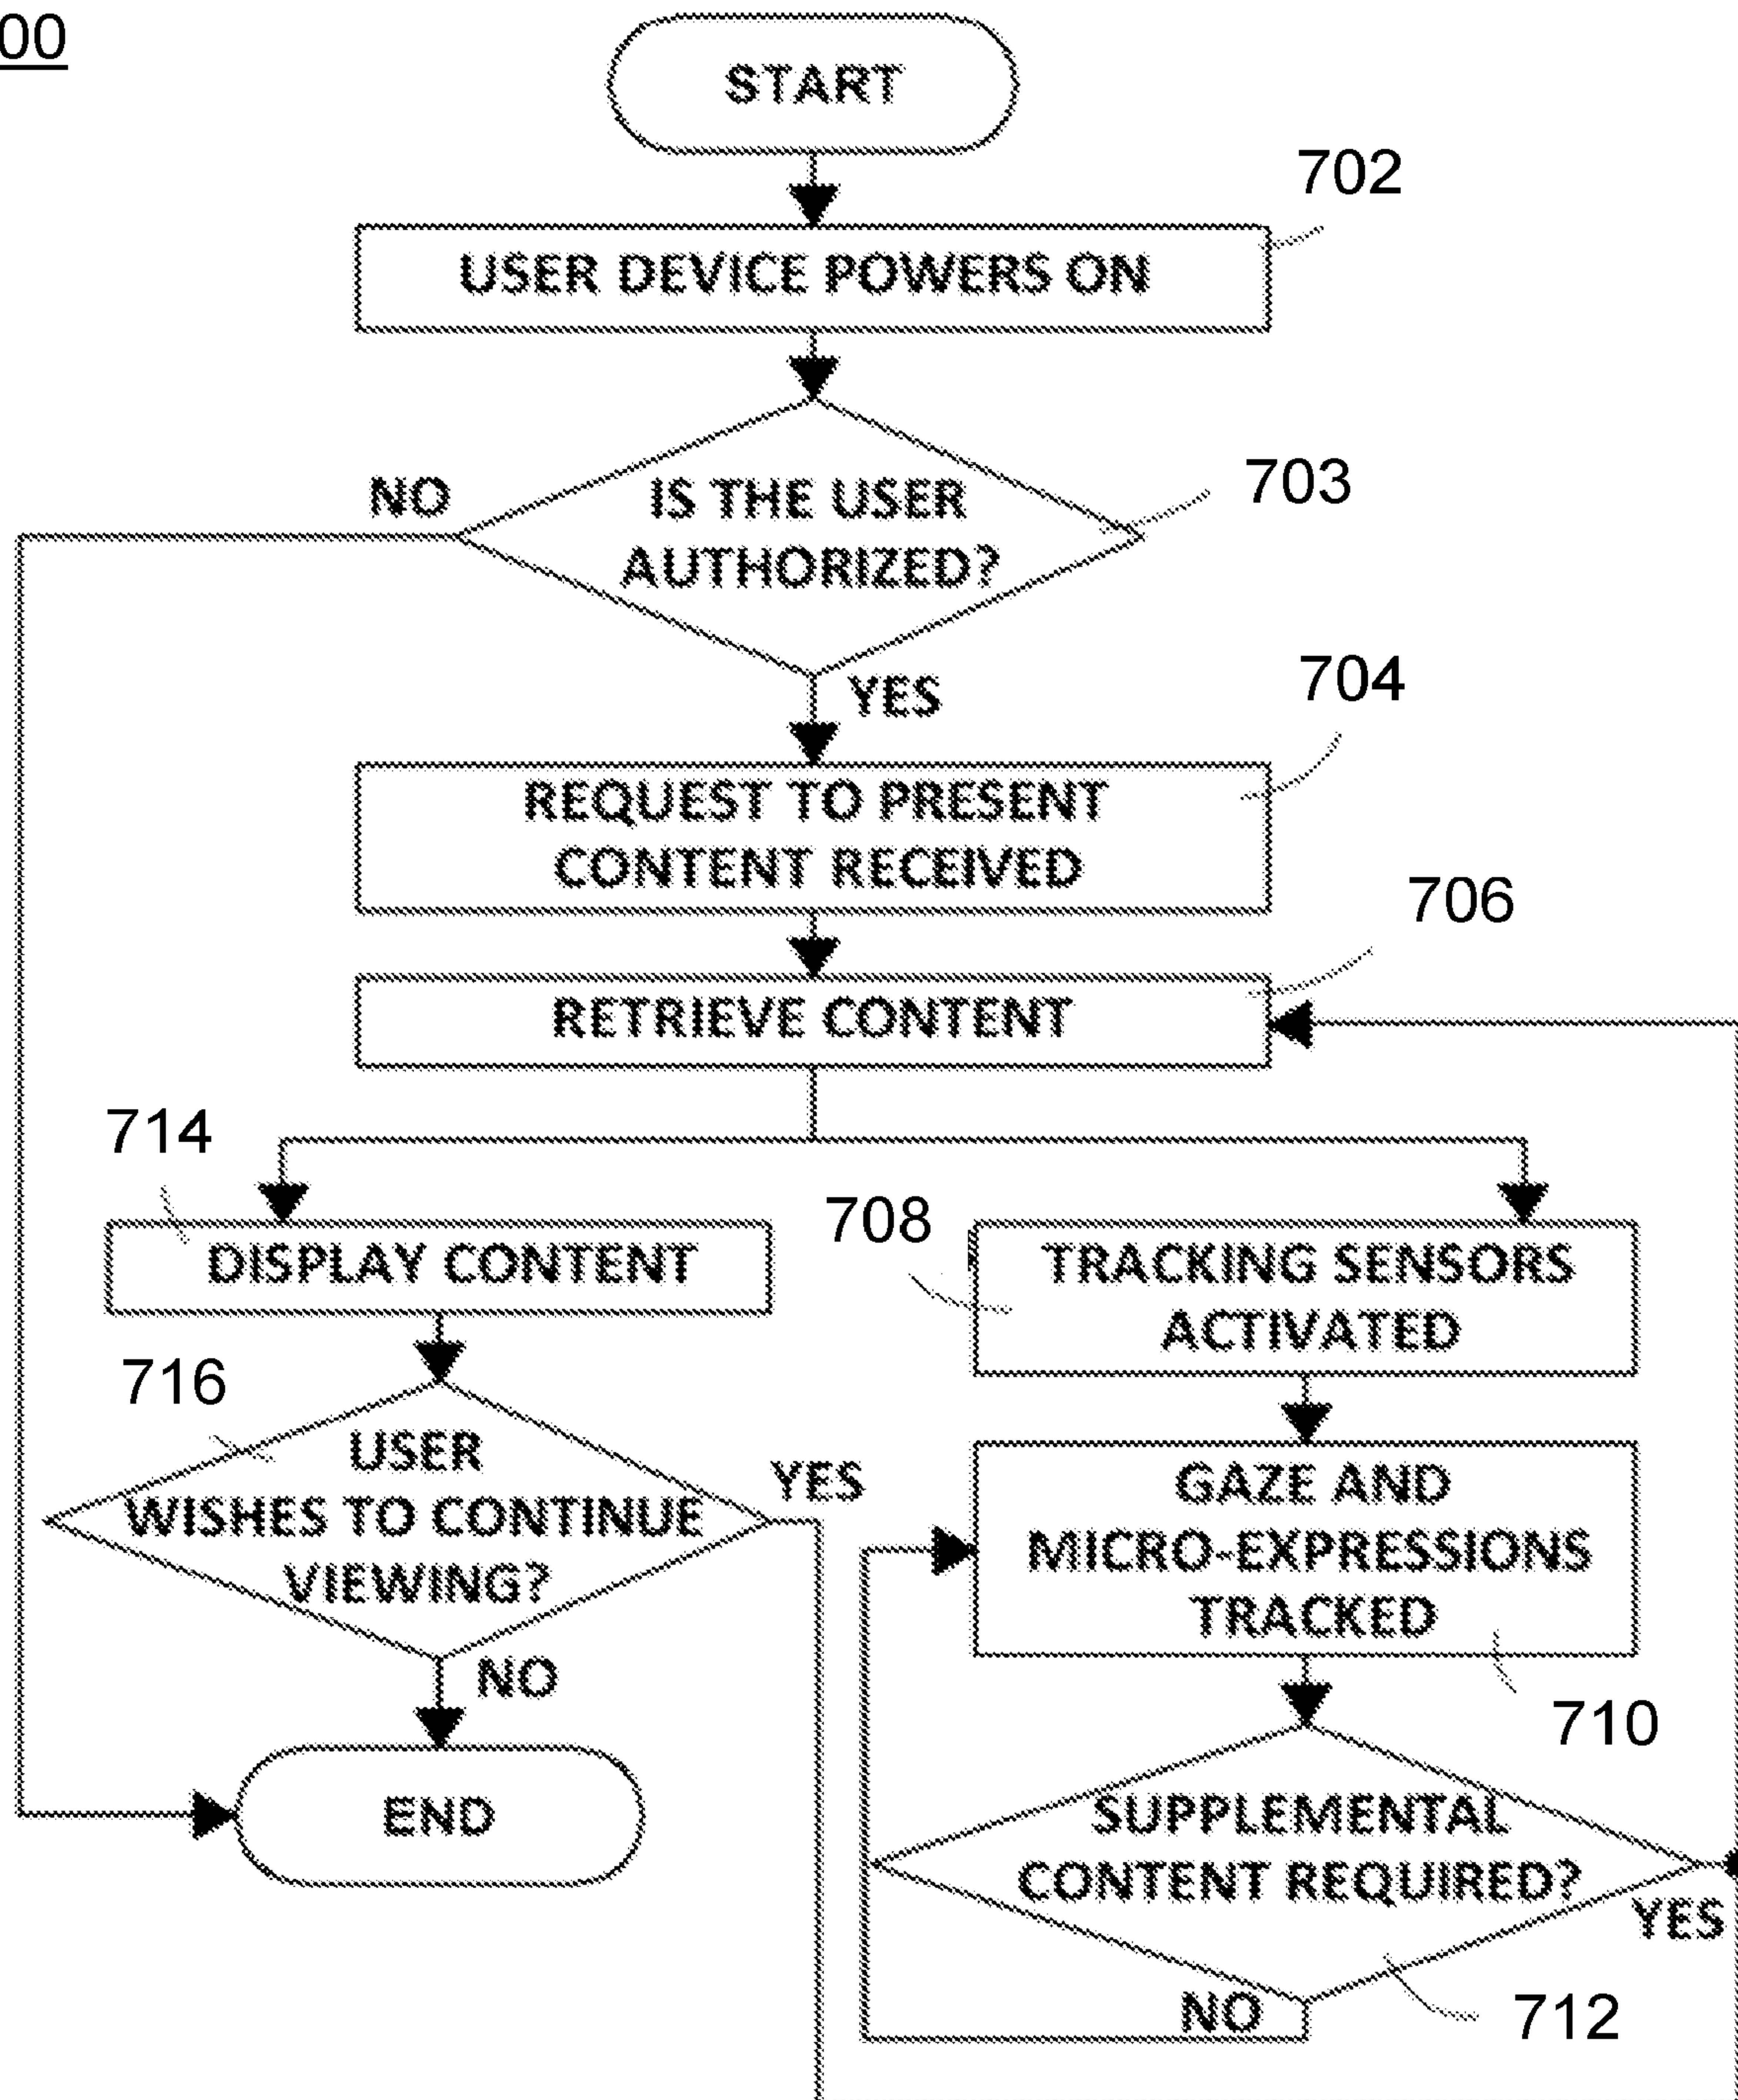 00
START
702
USER DEVICE POWERS ON
703
NO
IS THE USER
AUTHORIZED?
YES
704
REQUEST TO PRESENT
CONTENT RECEIVED
706
RETRIEVE CONTENT
714
DISPLAY CONTENT
708
TRACKING SENSORS
ACTIVATED
716
USER
WISHES TO CONTINUE
VIEWING?
YES
NO
END
GAZE AND
MICRO-EXPRESSIONS
TRACKED
710
SUPPLEMENTAL
CONTENT REQUIRED?
YES
NO
712